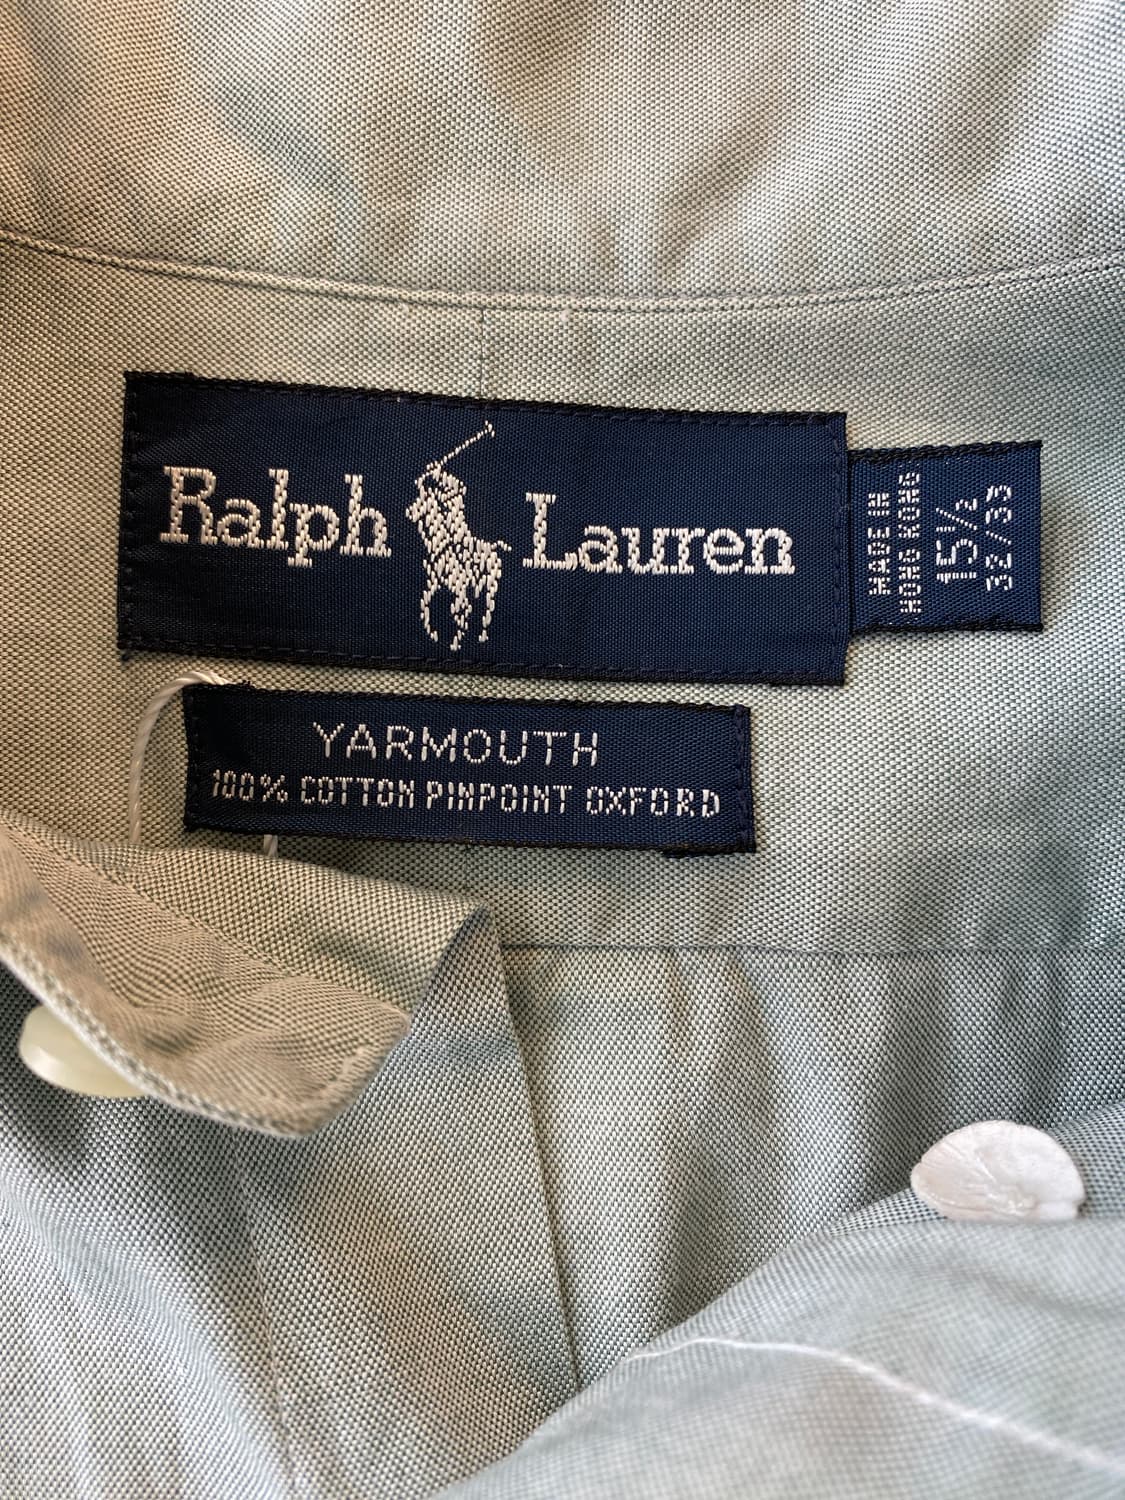 Ralph Lauren
MADE IN
HONG KONG
15½
32/33
YARMOUTH
100% COTTON PINPOINT OXFORD